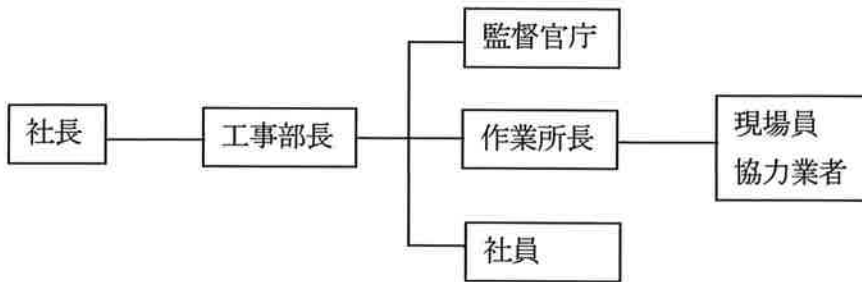 監督官庁
社長
工事部長
作業所長
現場員
協力業者
社員